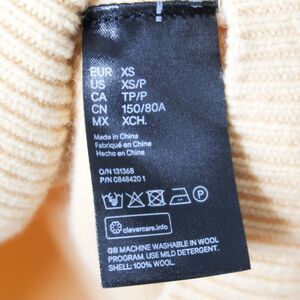 EUR XS
US XS/P
CA TP/P
CN 150/80A
MX XCH.
Made in China
Fabriqué en Chine
Hecho en China
O/N 131368
P/N 0848420 1
P
clevercare.info
GB MACHINE WASHABLE IN WOOL
PROGRAM. USE MILD DETERGENT.
SHELL: 100% WOOL.